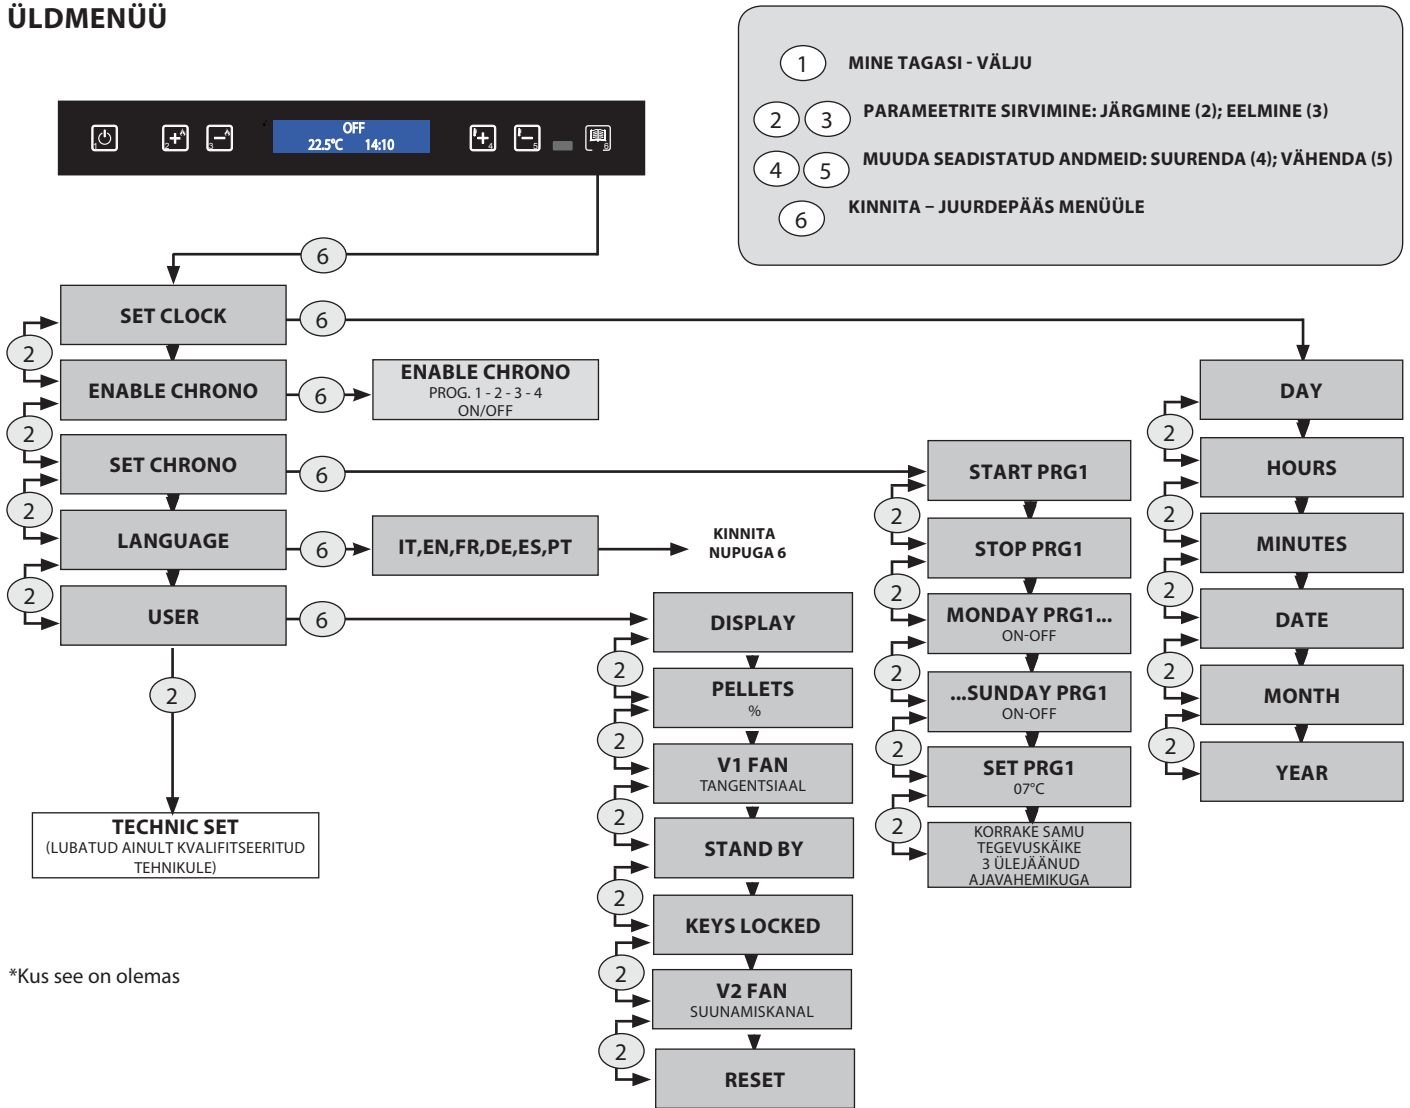 ÜLDMENÜÜ
1 MINE TAGASI - VÄLJU
2 3 PARAMEETRITE SIRVIMINE: JÄRGMINE (2); EELMINE (3)
4 5 MUUDA SEADISTATUD ANDMEID: SUURENDA (4); VÄHENDA (5)
6 KINNITA – JUURDEPÄÄS MENÜÜLE
OFF
22.5°C 14:10
1 2 3 4 5 6
6
SET CLOCK
6
2
ENABLE CHRONO
6
ENABLE CHRONO
PROG. 1 - 2 - 3 - 4
ON/OFF
2
SET CHRONO
6
2
LANGUAGE
6
IT,EN,FR,DE,ES,PT
KINNITA
NUPUGA 6
2
USER
6
2
TECHNIC SET
(LUBATUD AINULT KVALIFITSEERITUD
TEHNIKULE)
DISPLAY
2
PELLETS
%
2
V1 FAN
TANGENTSIAAL
2
STAND BY
2
KEYS LOCKED
2
V2 FAN
SUUNAMISKANAL
2
RESET
START PRG1
2
STOP PRG1
2
MONDAY PRG1...
ON-OFF
2
...SUNDAY PRG1
ON-OFF
2
SET PRG1
07°C
2
KORRAKE SAMU
TEGEVUSKÄIKE
3 ÜLEJÄÄNUD
AJAVAHEMIKUGA
DAY
2
HOURS
2
MINUTES
2
DATE
2
MONTH
2
YEAR
*Kus see on olemas